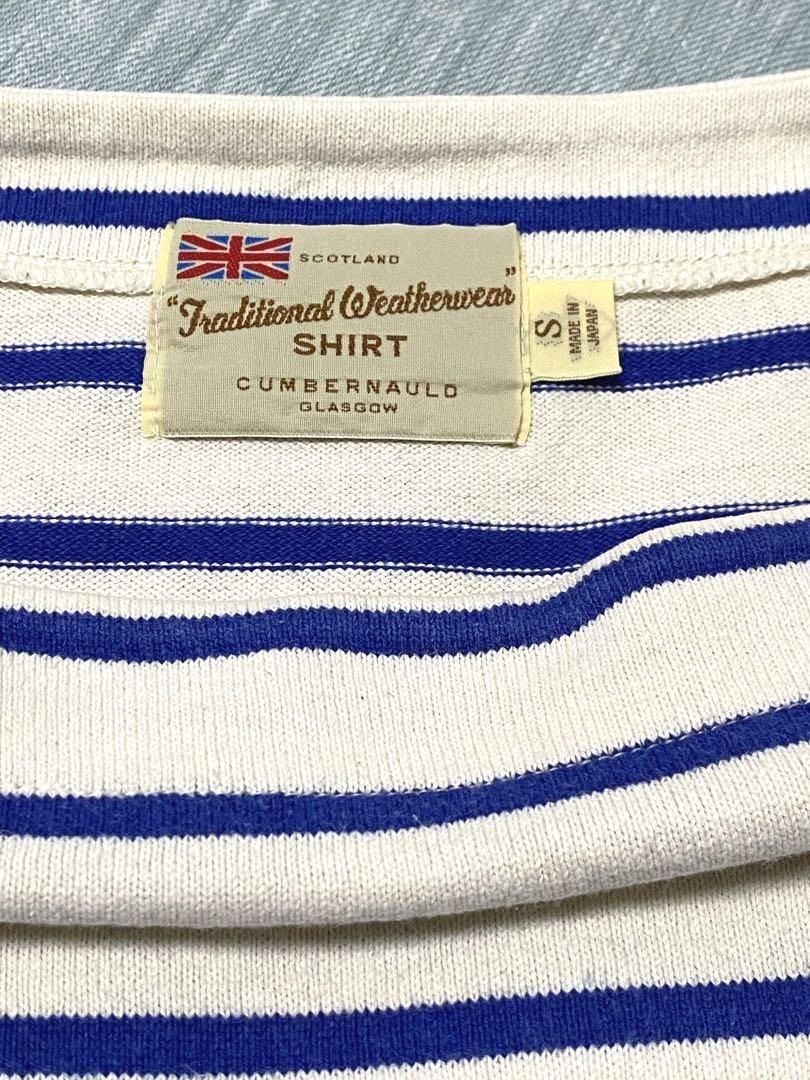 SCOTLAND
"Traditional Weatherwear"
SHIRT
CUMBERNAULD
GLASGOW
S
MADE IN
JAPAN